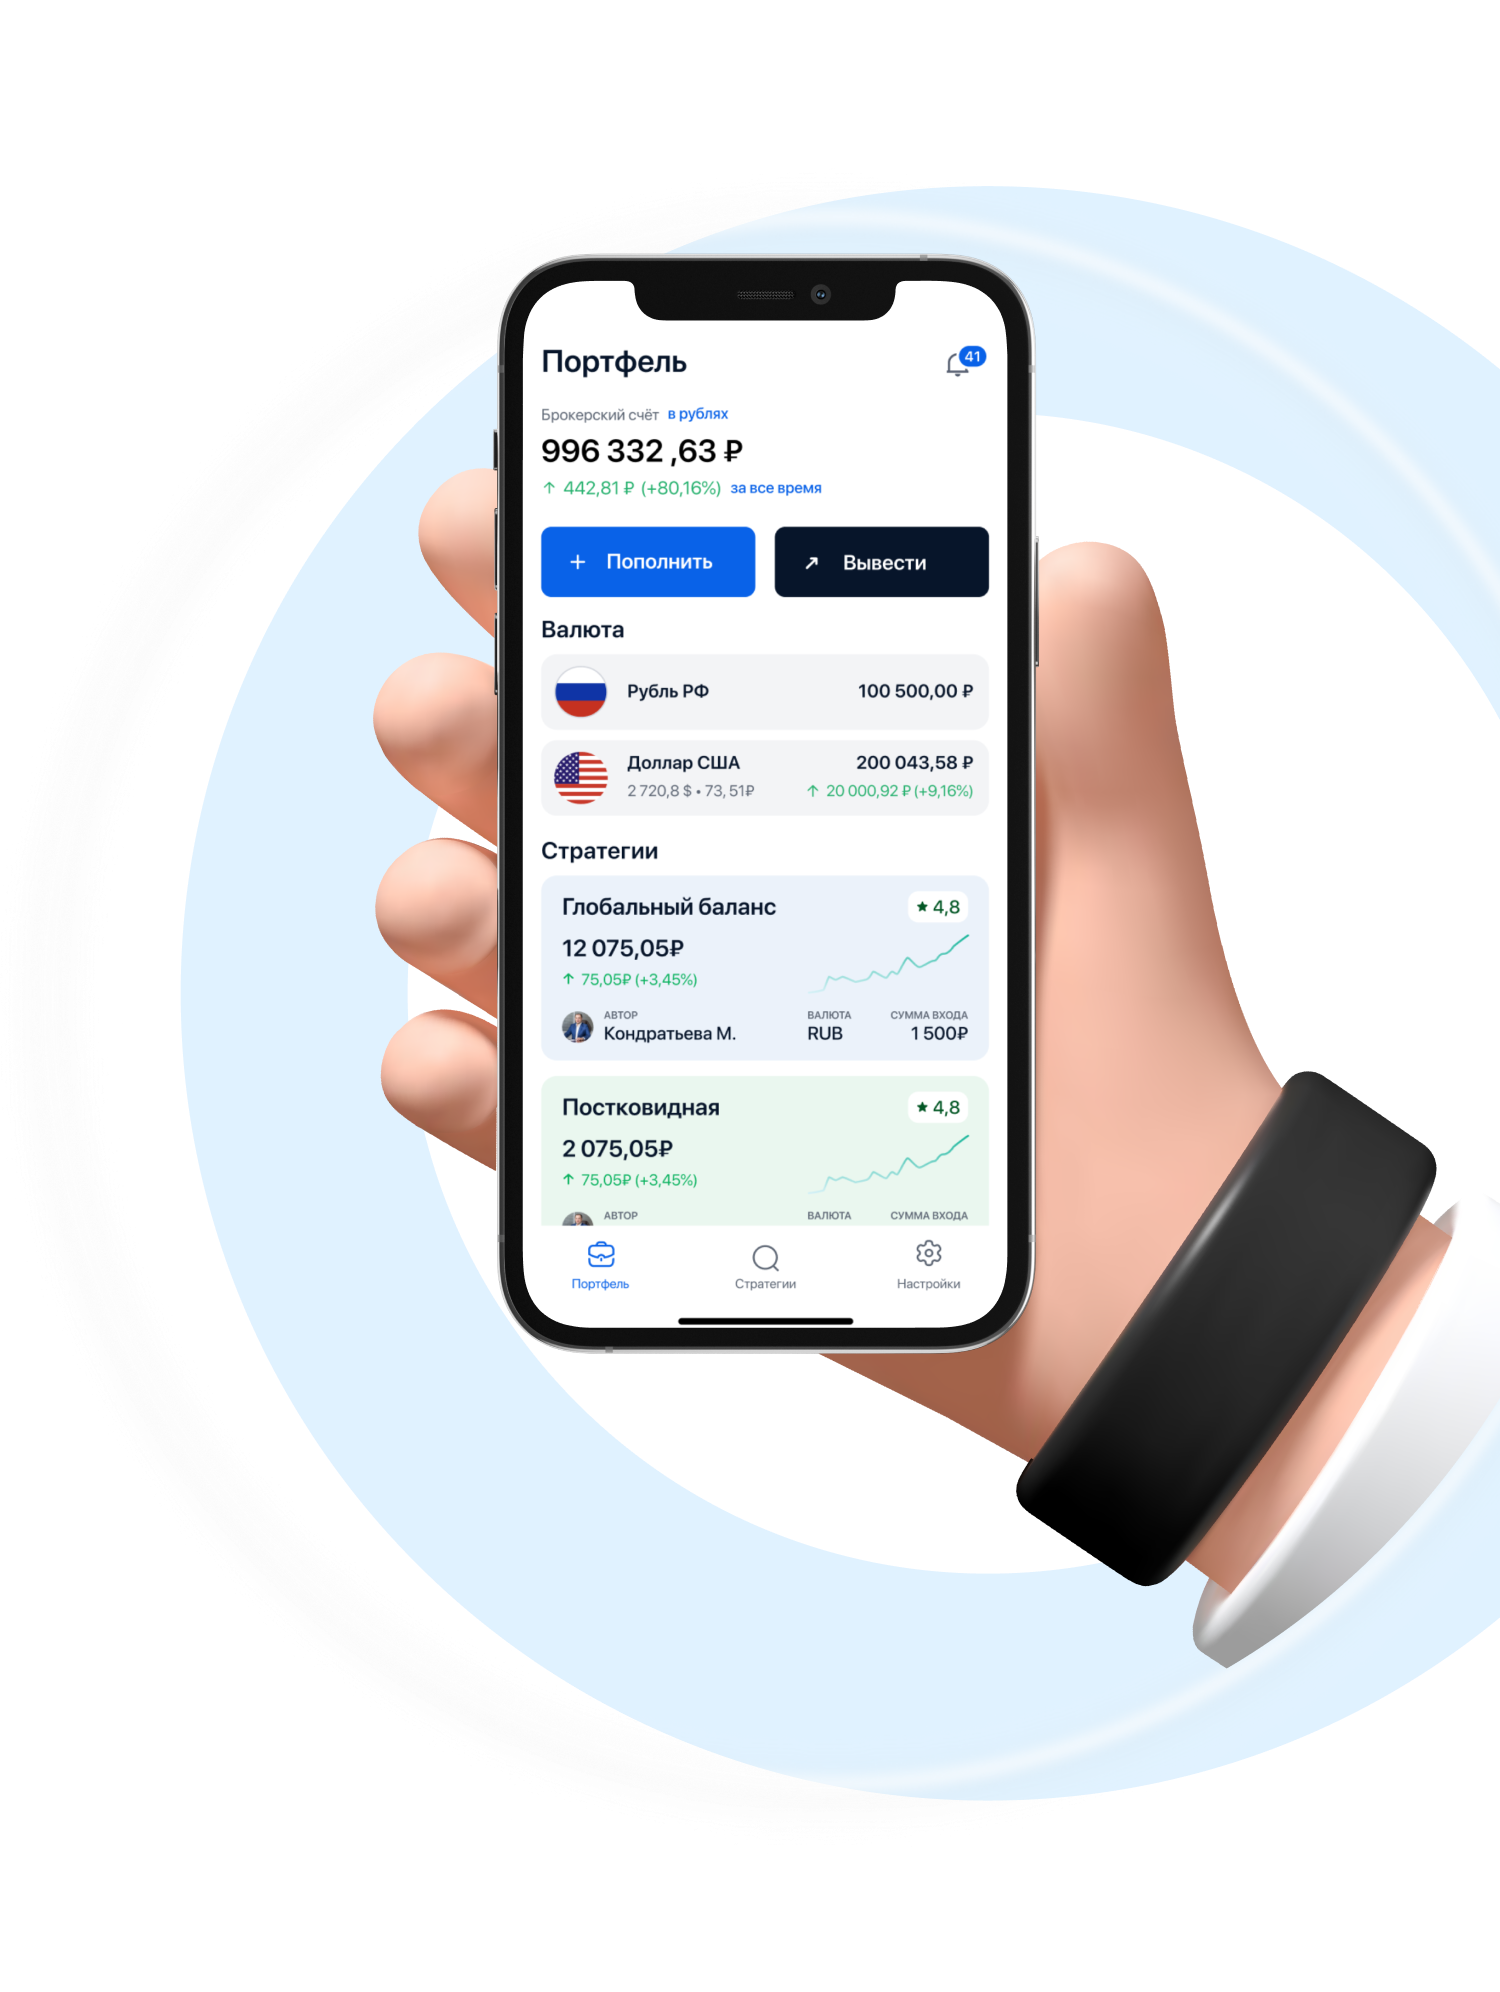 Портфель
41
Брокерский счёт в рублях
996 332 ,63 ₽
↑ 442,81 ₽ (+80,16%) за все время
+ Пополнить
↗ Вывести
Валюта
Рубль РФ 100 500,00 ₽
Доллар США 200 043,58 ₽
2 720,8 $ • 73, 51₽ ↑ 20 000,92 ₽ (+9,16%)
Стратегии
Глобальный баланс ★ 4,8
12 075,05₽
↑ 75,05₽ (+3,45%)
АВТОР ВАЛЮТА СУММА ВХОДА
Кондратьева М. RUB 1 500₽
Постковидная ★ 4,8
2 075,05₽
↑ 75,05₽ (+3,45%)
АВТОР ВАЛЮТА СУММА ВХОДА
Портфель Стратегии Настройки